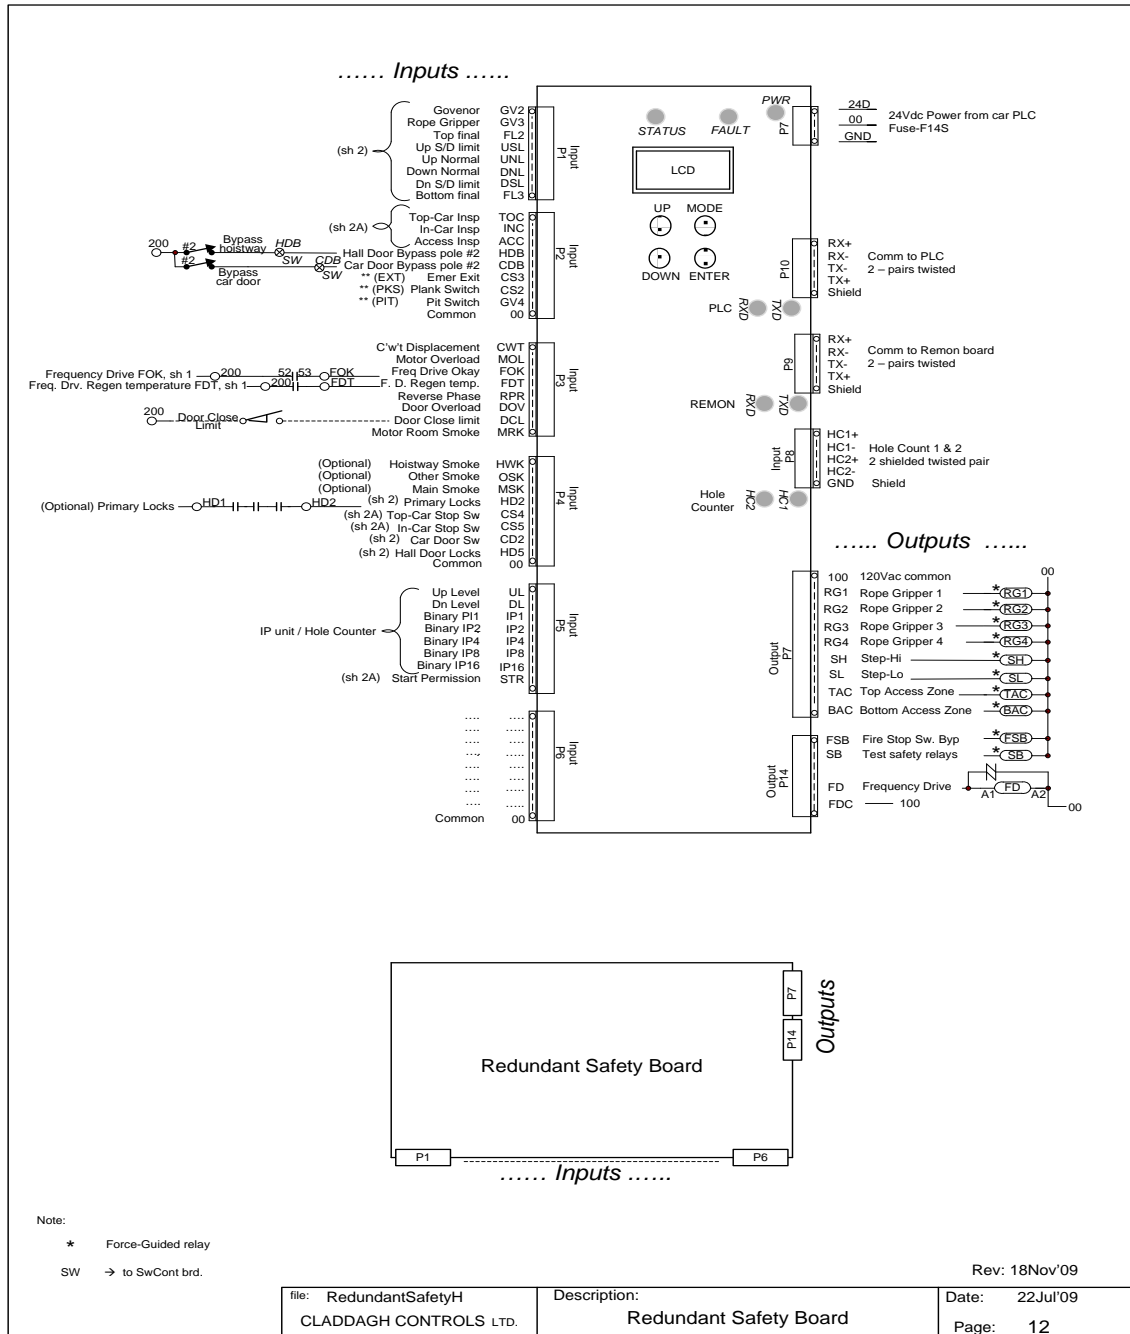 …… Inputs ……
Govenor GV2
Rope Gripper GV3
Top final FL2
Up S/D limit USL
Up Normal UNL
Down Normal DNL
Dn S/D limit DSL
Bottom final FL3
(sh 2)
Input P1
Top-Car Insp TOC
In-Car Insp INC
Access Insp ACC
(sh 2A)
Hall Door Bypass pole #2 HDB
Car Door Bypass pole #2 CDB
** (EXT) Emer Exit CS3
** (PKS) Plank Switch CS2
** (PIT) Pit Switch GV4
Common 00
Input P2
200 #2 Bypass hoistway HDB SW
#2 Bypass car door CDB SW
C'w't Displacement CWT
Motor Overload MOL
Frequency Drive FOK, sh 1 200 52 53 FOK Freq Drive Okay FOK
Freq. Drv. Regen temperature FDT, sh 1 200 FDT F. D. Regen temp. FDT
Reverse Phase RPR
Door Overload DOV
200 Door Close Limit Door Close limit DCL
Motor Room Smoke MRK
Input P3
(Optional) Hoistway Smoke HWK
(Optional) Other Smoke OSK
(Optional) Main Smoke MSK
(Optional) Primary Locks HD1 HD2 (sh 2) Primary Locks HD2
(sh 2A) Top-Car Stop Sw CS4
(sh 2A) In-Car Stop Sw CS5
(sh 2) Car Door Sw CD2
(sh 2) Hall Door Locks HD5
Common 00
Input P4
IP unit / Hole Counter
Up Level UL
Dn Level DL
Binary PI1 IP1
Binary IP2 IP2
Binary IP4 IP4
Binary IP8 IP8
Binary IP16 IP16
(sh 2A) Start Permission STR
Input P5
.... ....
.... .....
.... .....
.... .....
.... .....
.... .....
.... .....
Common 00
Input P6
STATUS FAULT PWR
LCD
UP MODE
DOWN ENTER
PLC RXD TXD
REMON RXD TXD
Hole Counter HC2 HC1
P7
24D
00
GND
24Vdc Power from car PLC
Fuse-F14S
P10
RX+
RX-
TX-
TX+
Shield
Comm to PLC
2 – pairs twisted
P9
RX+
RX-
TX-
TX+
Shield
Comm to Remon board
2 – pairs twisted
Input P8
HC1+
HC1-
HC2+
HC2-
GND Shield
Hole Count 1 & 2
2 shielded twisted pair
…... Outputs …...
Output P7
100 120Vac common 00
RG1 Rope Gripper 1 * RG1
RG2 Rope Gripper 2 * RG2
RG3 Rope Gripper 3 * RG3
RG4 Rope Gripper 4 * RG4
SH Step-Hi * SH
SL Step-Lo * SL
TAC Top Access Zone * TAC
BAC Bottom Access Zone * BAC
Output P14
FSB Fire Stop Sw. Byp * FSB
SB Test safety relays * SB
FD Frequency Drive A1 FD A2
FDC 100 00
Redundant Safety Board
P7
P14
Outputs
P1 P6
…… Inputs …...
Note:
* Force-Guided relay
SW → to SwCont brd.
Rev: 18Nov'09
file: RedundantSafetyH
CLADDAGH CONTROLS LTD.
Description:
Redundant Safety Board
Date: 22Jul'09
Page: 12